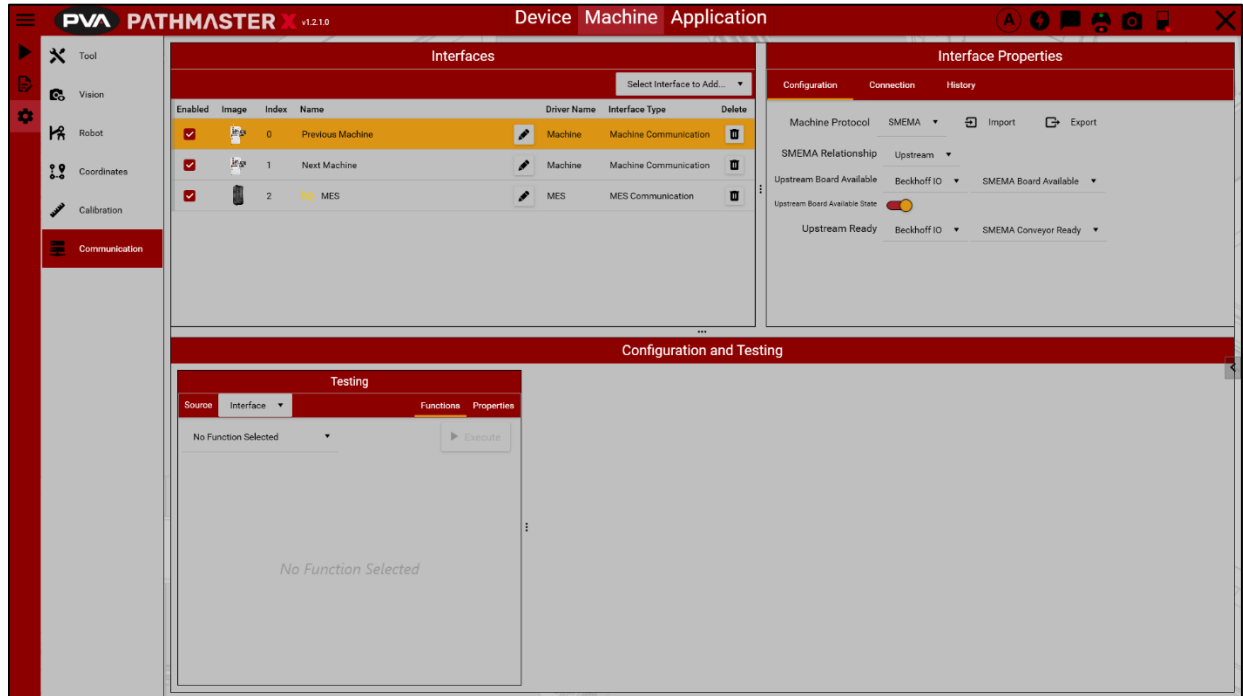 PVA PATHMASTER X v1.2.1.0
Device Machine Application
A
Tool
Vision
Robot
Coordinates
Calibration
Communication
Interfaces
Select Interface to Add...
Enabled Image Index Name Driver Name Interface Type Delete
0 Previous Machine Machine Machine Communication
1 Next Machine Machine Machine Communication
2 MES MES MES Communication
Interface Properties
Configuration Connection History
Machine Protocol SMEMA Import Export
SMEMA Relationship Upstream
Upstream Board Available Beckhoff IO SMEMA Board Available
Upstream Board Available State
Upstream Ready Beckhoff IO SMEMA Conveyor Ready
Configuration and Testing
Testing
Source Interface Functions Properties
No Function Selected Execute
No Function Selected